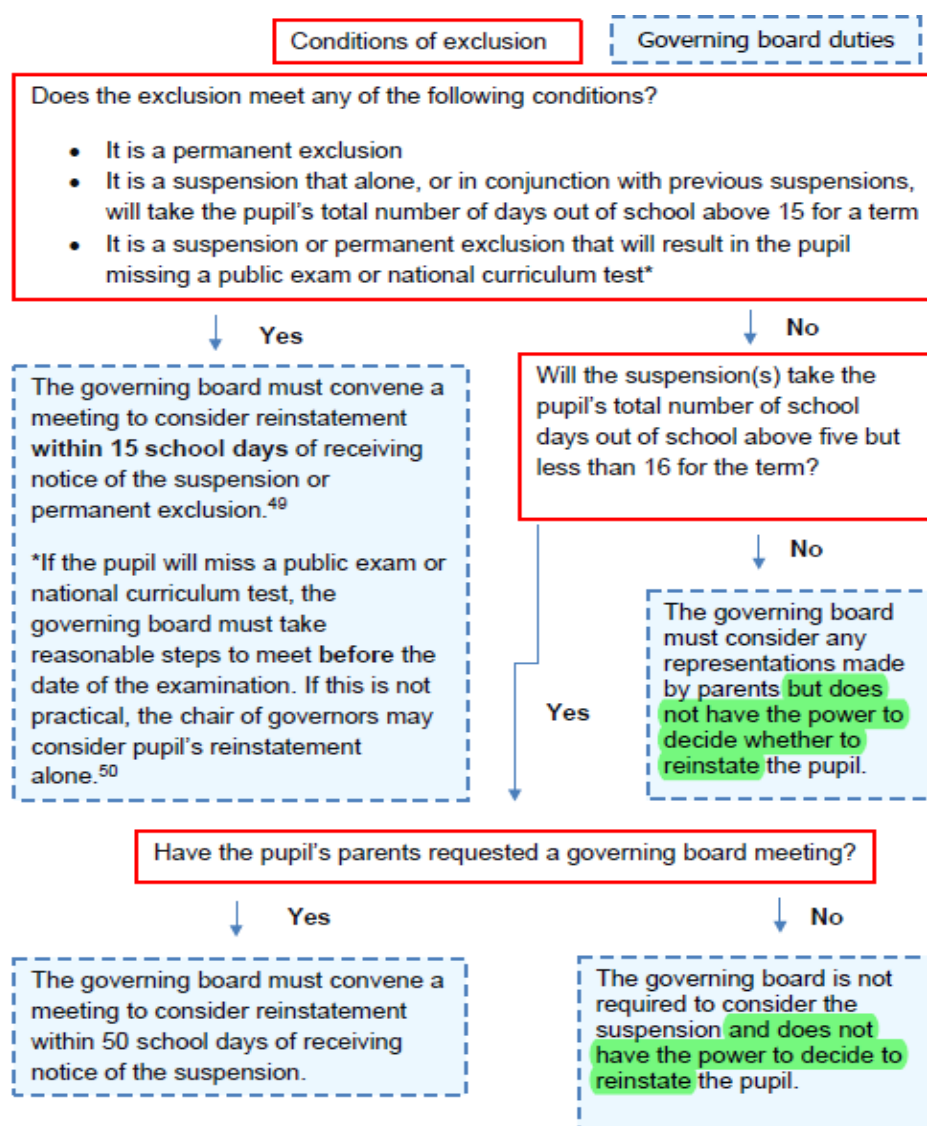 Conditions of exclusion
Governing board duties
Does the exclusion meet any of the following conditions?
• It is a permanent exclusion
• It is a suspension that alone, or in conjunction with previous suspensions,
will take the pupil's total number of days out of school above 15 for a term
• It is a suspension or permanent exclusion that will result in the pupil
missing a public exam or national curriculum test*
Yes
No
The governing board must convene a
meeting to consider reinstatement
within 15 school days of receiving
notice of the suspension or
permanent exclusion.49
*If the pupil will miss a public exam or
national curriculum test, the
governing board must take
reasonable steps to meet before the
date of the examination. If this is not
practical, the chair of governors may
consider pupil's reinstatement
alone.50
Will the suspension(s) take the
pupil's total number of school
days out of school above five but
less than 16 for the term?
No
The governing board
must consider any
representations made
by parents but does
not have the power to
decide whether to
reinstate the pupil.
Yes
Have the pupil's parents requested a governing board meeting?
Yes
No
The governing board must convene a
meeting to consider reinstatement
within 50 school days of receiving
notice of the suspension.
The governing board is not
required to consider the
suspension and does not
have the power to decide to
reinstate the pupil.